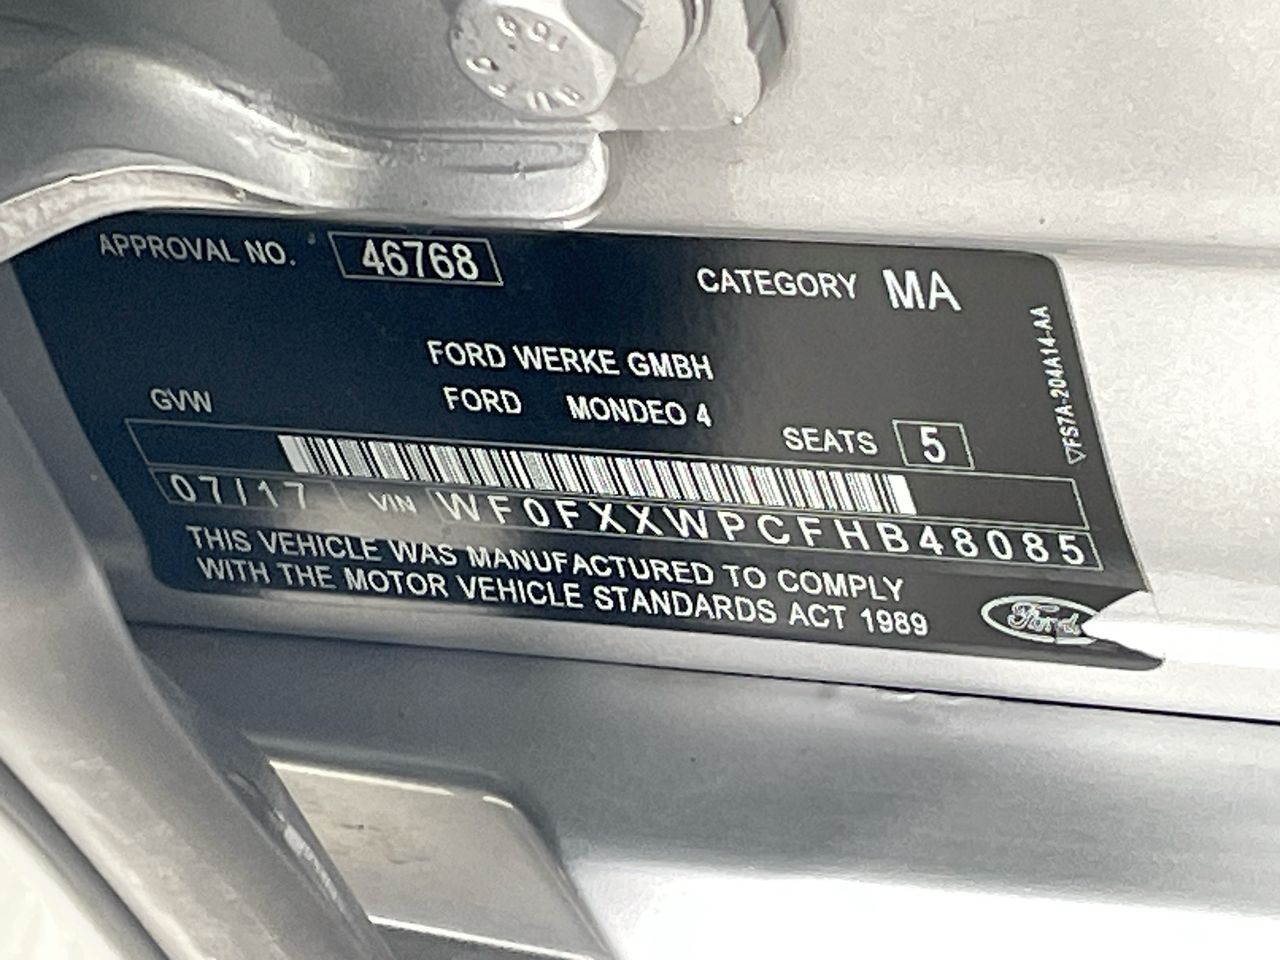 APPROVAL NO. 46768
CATEGORY MA
FORD WERKE GMBH
FORD MONDEO 4
GVW
SEATS 5
07/17 VIN WF0FXXWPCFHB48085
THIS VEHICLE WAS MANUFACTURED TO COMPLY
WITH THE MOTOR VEHICLE STANDARDS ACT 1989
Ford
FS7A-204A14-AA